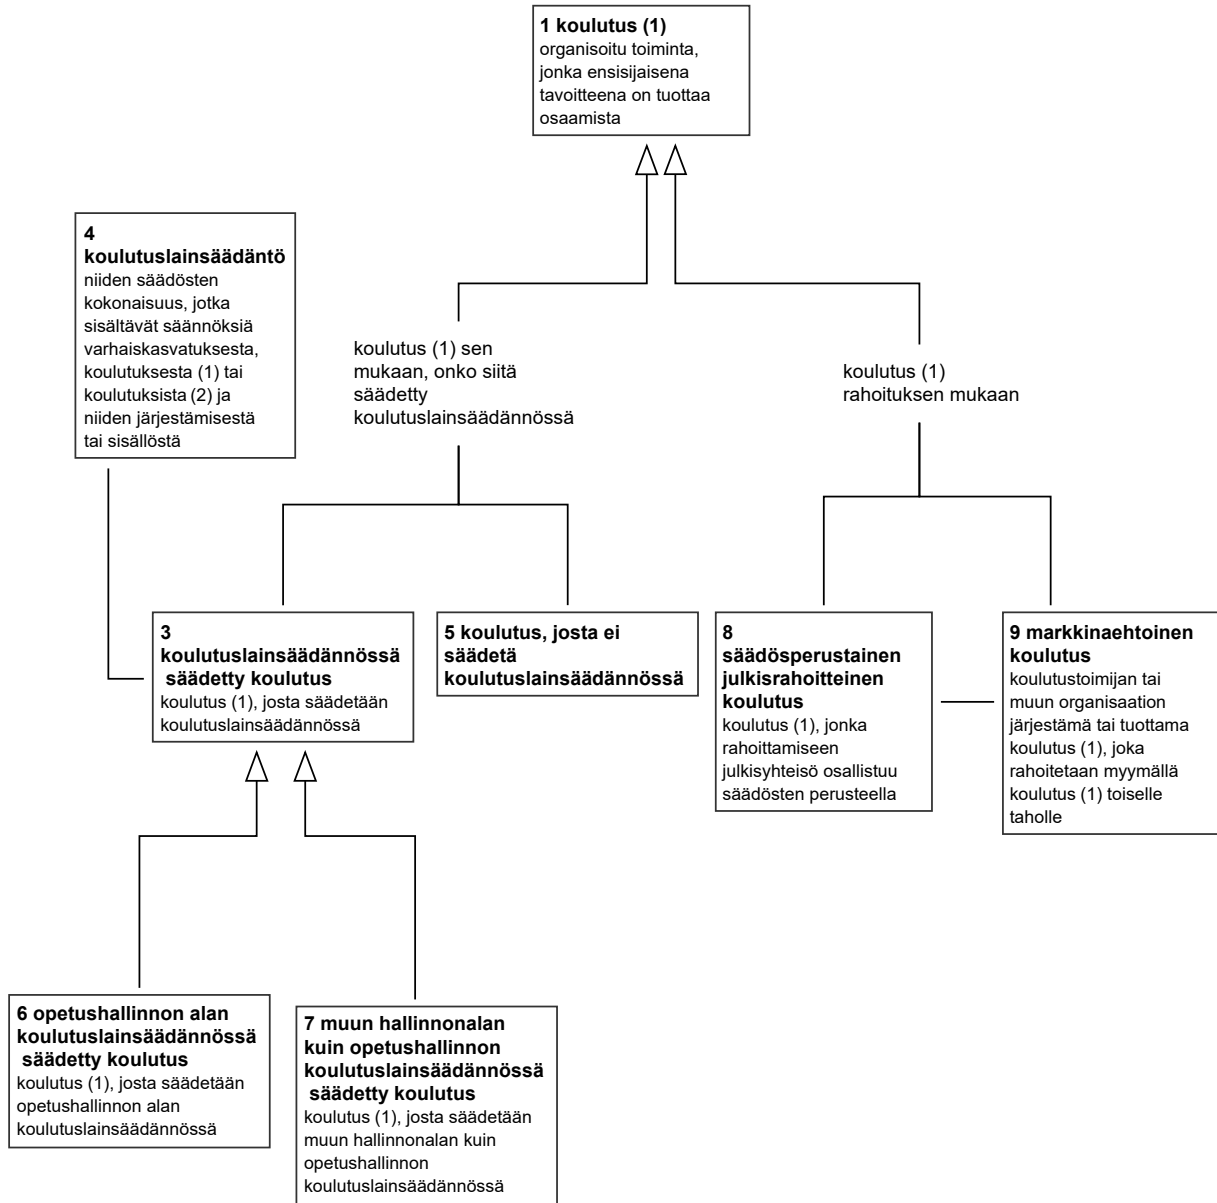 1 koulutus (1)
organisoitu toiminta,
jonka ensisijaisena
tavoitteena on tuottaa
osaamista
4
koulutuslainsäädäntö
niiden säädösten
kokonaisuus, jotka
sisältävät säännöksiä
varhaiskasvatuksesta,
koulutuksesta (1) tai
koulutuksista (2) ja
niiden järjestämisestä
tai sisällöstä
koulutus (1) sen
mukaan, onko siitä
säädetty
koulutuslainsäädännössä
koulutus (1)
rahoituksen mukaan
3
koulutuslainsäädännössä
säädetty koulutus
koulutus (1), josta säädetään
koulutuslainsäädännössä
5 koulutus, josta ei
säädetä
koulutuslainsäädännössä
8
säädösperustainen
julkisrahoitteinen
koulutus
koulutus (1), jonka
rahoittamiseen
julkisyhteisö osallistuu
säädösten perusteella
9 markkinaehtoinen
koulutus
koulutustoimijan tai
muun organisaation
järjestämä tai tuottama
koulutus (1), joka
rahoitetaan myymällä
koulutus (1) toiselle
taholle
6 opetushallinnon alan
koulutuslainsäädännössä
säädetty koulutus
koulutus (1), josta säädetään
opetushallinnon alan
koulutuslainsäädännössä
7 muun hallinnonalan
kuin opetushallinnon
koulutuslainsäädännössä
säädetty koulutus
koulutus (1), josta säädetään
muun hallinnonalan kuin
opetushallinnon
koulutuslainsäädännössä